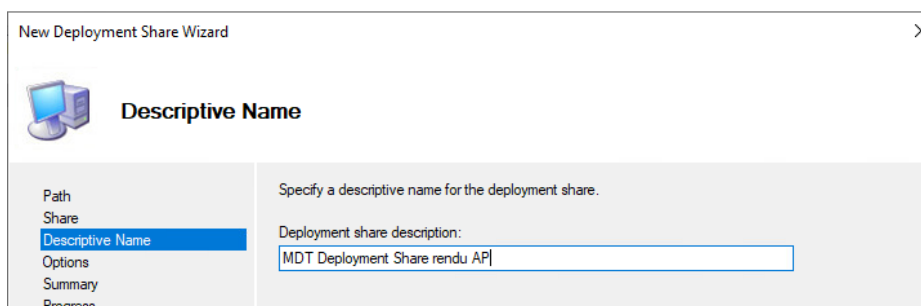 New Deployment Share Wizard
Descriptive Name
Path
Share
Descriptive Name
Options
Summary
Progress
Specify a descriptive name for the deployment share.
Deployment share description:
MDT Deployment Share rendu AP